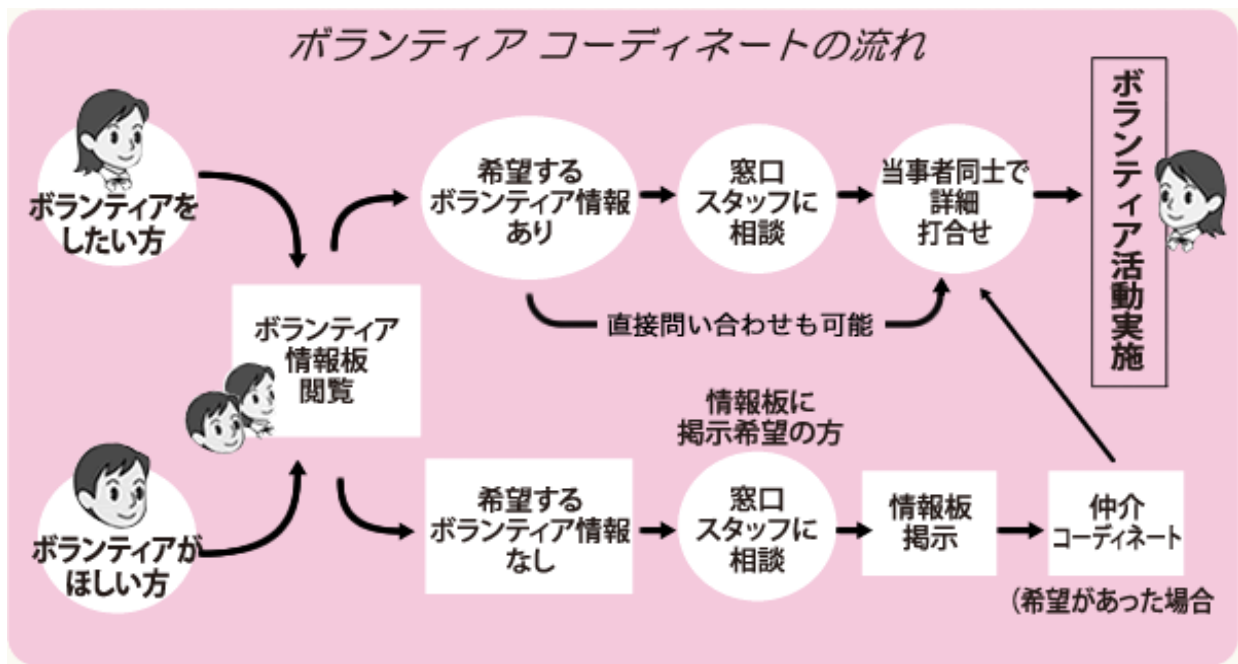 ボランティア コーディネートの流れ
ボランティアを
したい方
ボランティアが
ほしい方
ボランティア
情報板
閲覧
希望する
ボランティア情報
あり
窓口
スタッフに
相談
当事者同士で
詳細
打合せ
ボランティア活動実施
直接問い合わせも可能
希望する
ボランティア情報
なし
情報板に
掲示希望の方
窓口
スタッフに
相談
情報板
掲示
仲介
コーディネート
(希望があった場合